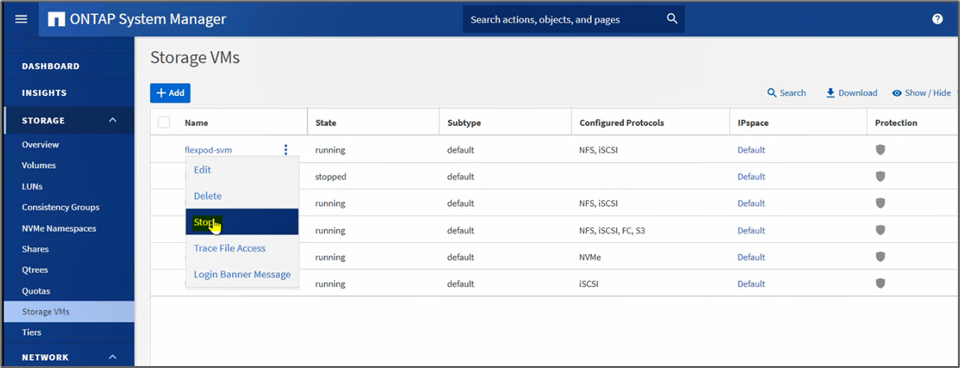 ONTAP System Manager
Search actions, objects, and pages
?
DASHBOARD
INSIGHTS
STORAGE
Overview
Volumes
LUNs
Consistency Groups
NVMe Namespaces
Shares
Qtrees
Quotas
Storage VMs
Tiers
NETWORK
Storage VMs
+ Add
Search Download Show / Hide
Name State Subtype Configured Protocols IPspace Protection
flexpod-svm running default NFS, iSCSI Default
stopped default Default
running default NFS, iSCSI Default
running default NFS, iSCSI, FC, S3 Default
running default NVMe Default
running default iSCSI Default
Edit
Delete
Stop
Trace File Access
Login Banner Message